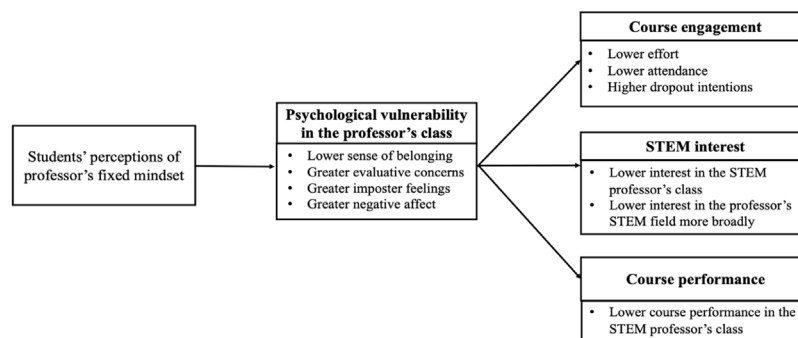 Students' perceptions of
professor's fixed mindset
Psychological vulnerability
in the professor's class
• Lower sense of belonging
• Greater evaluative concerns
• Greater imposter feelings
• Greater negative affect
Course engagement
• Lower effort
• Lower attendance
• Higher dropout intentions
STEM interest
• Lower interest in the STEM
professor's class
• Lower interest in the professor's
STEM field more broadly
Course performance
• Lower course performance in the
STEM professor's class